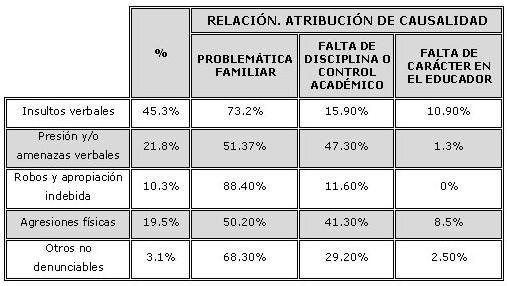 RELACIÓN. ATRIBUCIÓN DE CAUSALIDAD
%
PROBLEMÁTICA
FAMILIAR
FALTA DE
DISCIPLINA O
CONTROL
ACADÉMICO
FALTA DE
CARÁCTER EN
EL EDUCADOR
Insultos verbales 45.3% 73.2% 15.90% 10.90%
Presión y/o
amenazas verbales 21.8% 51.37% 47.30% 1.3%
Robos y apropiación
indebida 10.3% 88.40% 11.60% 0%
Agresiones físicas 19.5% 50.20% 41.30% 8.5%
Otros no
denunciables 3.1% 68.30% 29.20% 2.50%